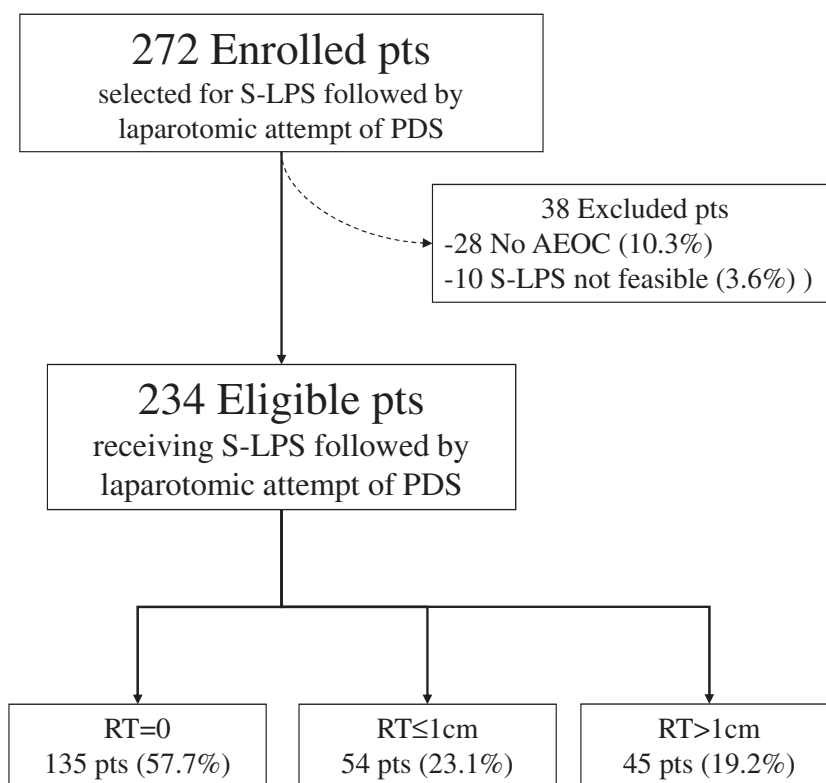 272 Enrolled pts
selected for S-LPS followed by
laparotomic attempt of PDS
38 Excluded pts
-28 No AEOC (10.3%)
-10 S-LPS not feasible (3.6%) )
234 Eligible pts
receiving S-LPS followed by
laparotomic attempt of PDS
RT=0
135 pts (57.7%)
RT≤1cm
54 pts (23.1%)
RT>1cm
45 pts (19.2%)